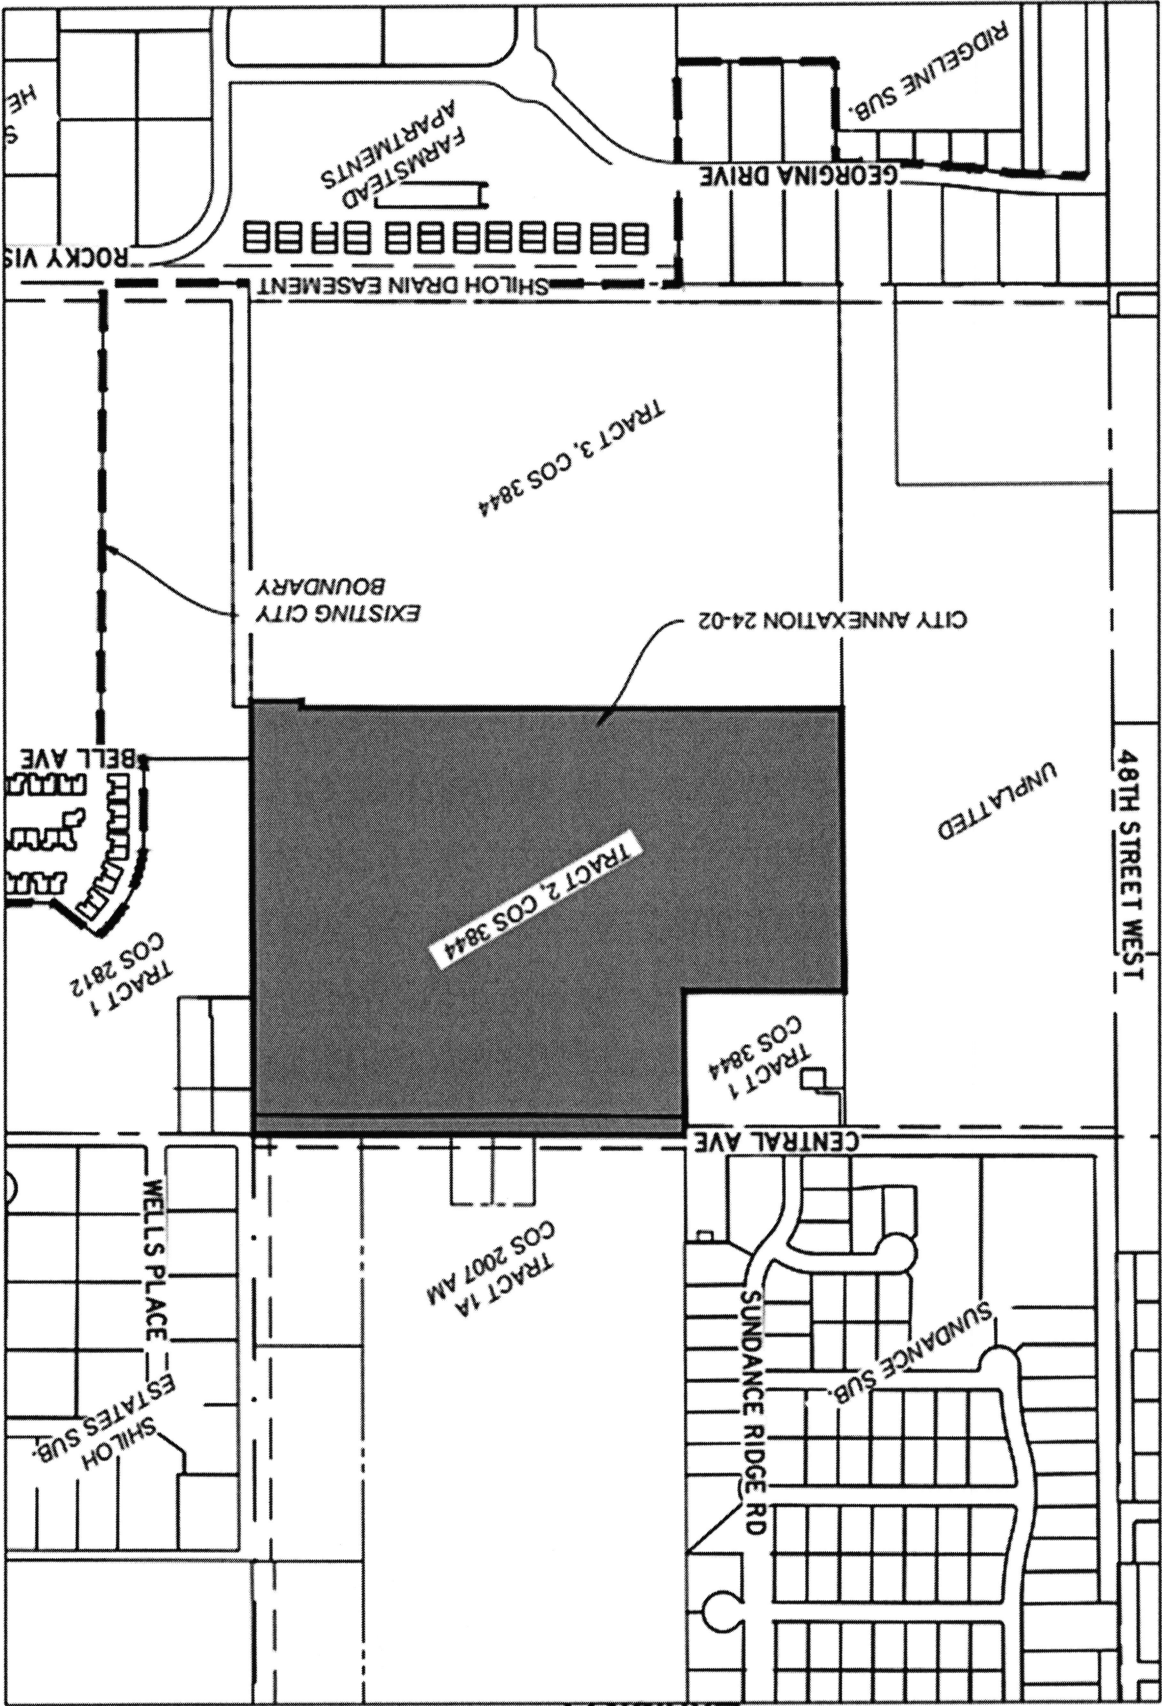 SUNDANCE RIDGE RD
SHILOH
ESTATES SUB.
SUNDANCE SUB.
WELLS PLACE
TRACT 1A
COS 2007 AM
CENTRAL AVE
TRACT 1
COS 3844
TRACT 1
COS 2812
48TH STREET WEST
TRACT 2, COS 3844
UNPLATTED
BELL AVE
CITY ANNEXATION 24-02
EXISTING CITY
BOUNDARY
TRACT 3, COS 3844
SHILOH DRAIN EASEMENT
ROCKY VIS
GEORGINA DRIVE
FARMSTEAD
APARTMENTS
RIDGELINE SUB.
S
HE